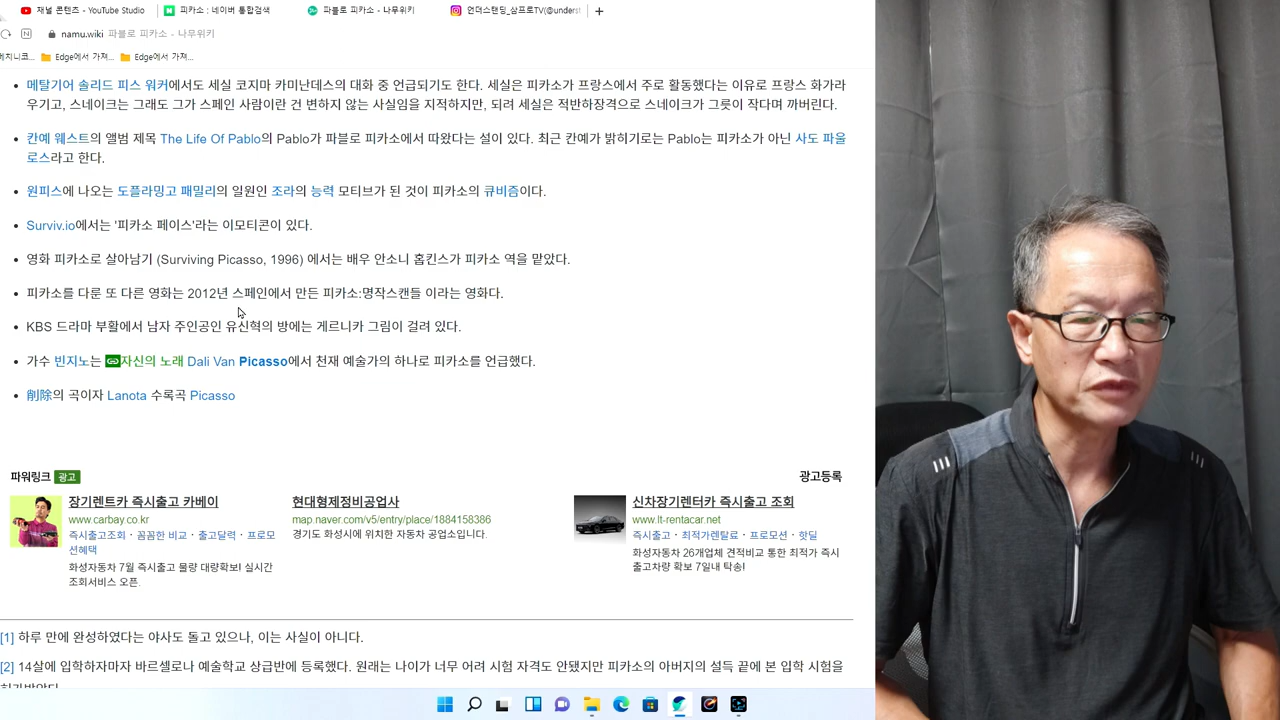 채널 콘텐츠 - YouTube Studio
피카소 : 네이버 통합검색
파블로 피카소 - 나무위키
언더스탠딩_삼프로TV(@underst
namu.wiki 파블로 피카소 - 나무위키
Edge에서 가져... Edge에서 가져...
메탈기어 솔리드 피스 워커에서도 세실 코지마 카미난데스의 대화 중 언급되기도 한다. 세실은 피카소가 프랑스에서 주로 활동했다는 이유로 프랑스 화가라
우기고, 스네이크는 그래도 그가 스페인 사람이란 건 변하지 않는 사실임을 지적하지만, 되려 세실은 적반하장격으로 스네이크가 그릇이 작다며 까버린다.
칸예 웨스트의 앨범 제목 The Life Of Pablo의 Pablo가 파블로 피카소에서 따왔다는 설이 있다. 최근 칸예가 밝히기로는 Pablo는 피카소가 아닌 사도 파울
로스라고 한다.
원피스에 나오는 도플라밍고 패밀리의 일원인 조라의 능력 모티브가 된 것이 피카소의 큐비즘이다.
Surviv.io에서는 '피카소 페이스'라는 이모티콘이 있다.
영화 피카소로 살아남기 (Surviving Picasso, 1996) 에서는 배우 안소니 홉킨스가 피카소 역을 맡았다.
피카소를 다룬 또 다른 영화는 2012년 스페인에서 만든 피카소:명작스캔들 이라는 영화다.
KBS 드라마 부활에서 남자 주인공인 유신혁의 방에는 게르니카 그림이 걸려 있다.
가수 빈지노는 자신의 노래 Dali Van Picasso에서 천재 예술가의 하나로 피카소를 언급했다.
削除의 곡이자 Lanota 수록곡 Picasso
파워링크 광고
광고등록
장기렌트카 즉시출고 카베이
www.carbay.co.kr
즉시출고조회 · 꼼꼼한 비교 · 출고달력 · 프로모
션혜택
화성자동차 7월 즉시출고 물량 대량확보! 실시간
조회서비스 오픈.
현대형제정비공업사
map.naver.com/v5/entry/place/1884158386
경기도 화성시에 위치한 자동차 공업소입니다.
신차장기렌터카 즉시출고 조회
www.lt-rentacar.net
즉시출고 · 최적가렌탈료 · 프로모션 · 핫딜
화성자동차 26개업체 견적비교 통한 최적가 즉시
출고차량 확보 7일내 탁송!
[1] 하루 만에 완성하였다는 야사도 돌고 있으나, 이는 사실이 아니다.
[2] 14살에 입학하자마자 바르셀로나 예술학교 상급반에 등록했다. 원래는 나이가 너무 어려 시험 자격도 안됐지만 피카소의 아버지의 설득 끝에 본 입학 시험을